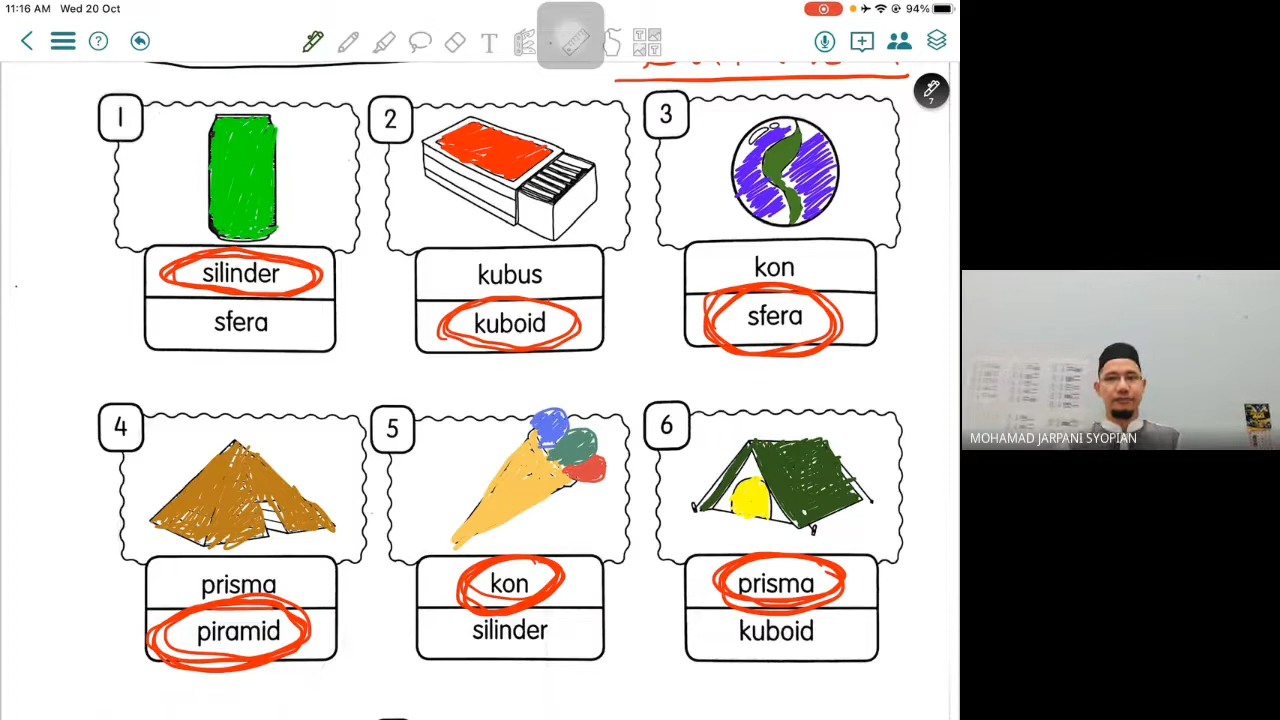 11:16 AM Wed 20 Oct
94%
7
1
silinder
sfera
2
kubus
kuboid
3
kon
sfera
4
prisma
piramid
5
kon
silinder
6
prisma
kuboid
MOHAMAD JARPANI SYOPIAN